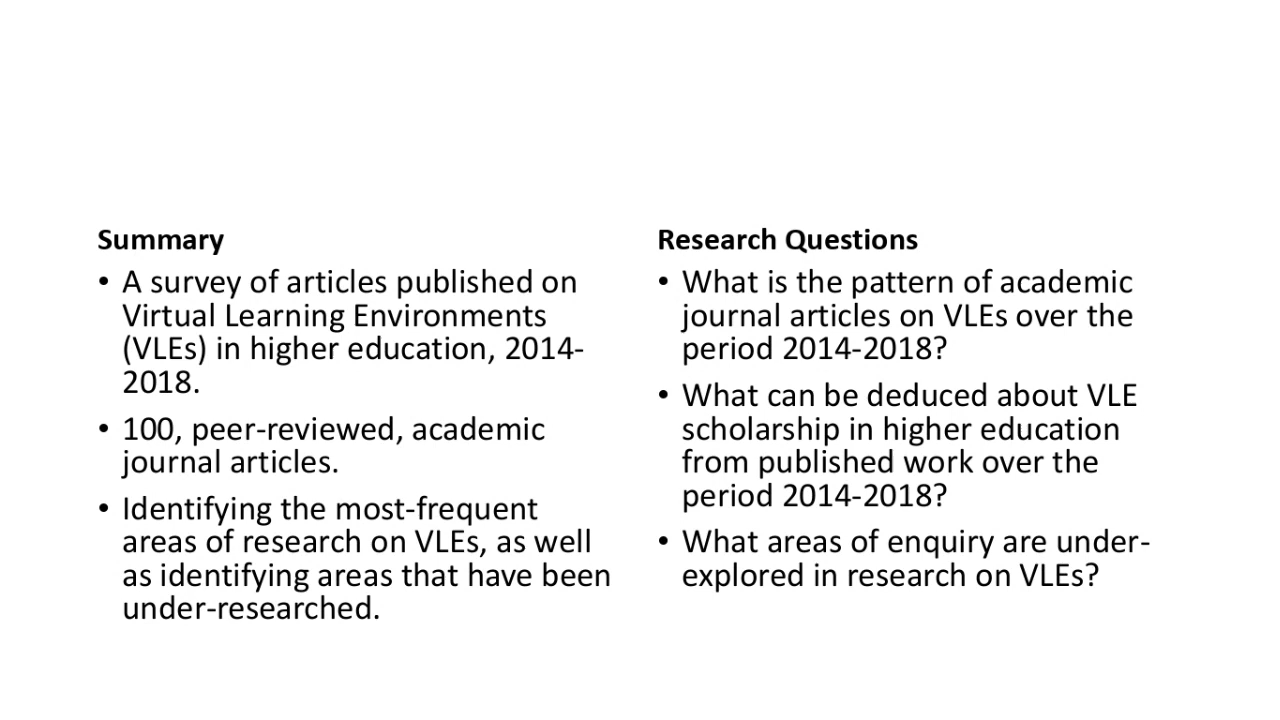 Summary
• A survey of articles published on
Virtual Learning Environments
(VLEs) in higher education, 2014-
2018.
• 100, peer-reviewed, academic
journal articles.
• Identifying the most-frequent
areas of research on VLEs, as well
as identifying areas that have been
under-researched.
Research Questions
• What is the pattern of academic
journal articles on VLEs over the
period 2014-2018?
• What can be deduced about VLE
scholarship in higher education
from published work over the
period 2014-2018?
• What areas of enquiry are under-
explored in research on VLEs?